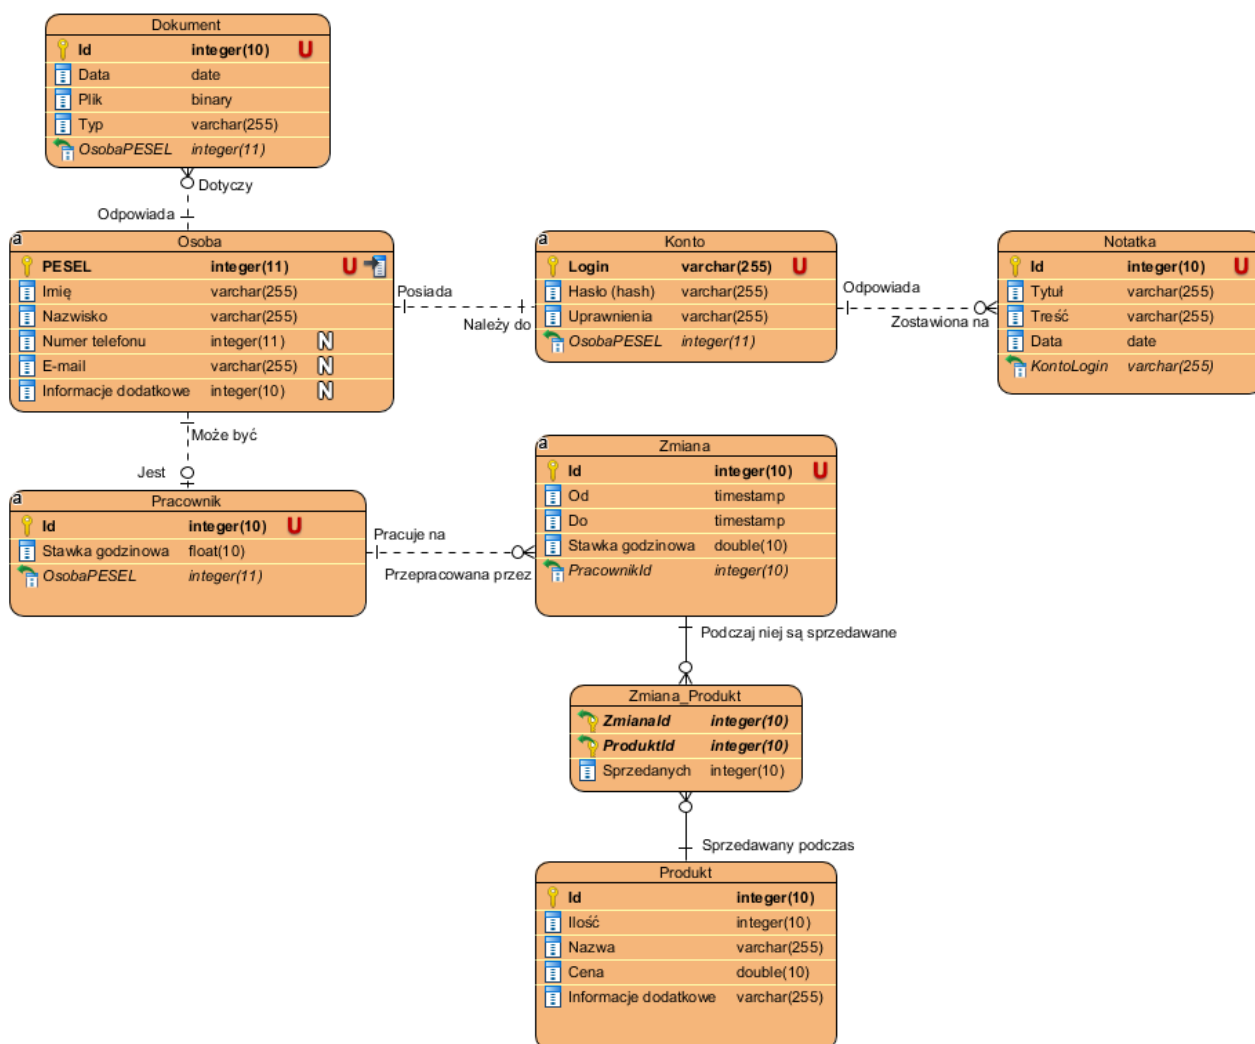 Dokument
Id integer(10) U
Data date
Plik binary
Typ varchar(255)
OsobaPESEL integer(11)
Dotyczy
Odpowiada
a Osoba
PESEL integer(11) U
Imię varchar(255)
Nazwisko varchar(255)
Numer telefonu integer(11) N
E-mail varchar(255) N
Informacje dodatkowe integer(10) N
Posiada
Należy do
a Konto
Login varchar(255) U
Hasło (hash) varchar(255)
Uprawnienia varchar(255)
OsobaPESEL integer(11)
Odpowiada
Zostawiona na
Notatka
Id integer(10) U
Tytuł varchar(255)
Treść varchar(255)
Data date
KontoLogin varchar(255)
Może być
Jest
a Pracownik
Id integer(10) U
Stawka godzinowa float(10)
OsobaPESEL integer(11)
Pracuje na
Przepracowana przez
a Zmiana
Id integer(10) U
Od timestamp
Do timestamp
Stawka godzinowa double(10)
PracownikId integer(10)
Podczaj niej są sprzedawane
Zmiana_Produkt
ZmianaId integer(10)
ProduktId integer(10)
Sprzedanych integer(10)
Sprzedawany podczas
Produkt
Id integer(10)
Ilość integer(10)
Nazwa varchar(255)
Cena double(10)
Informacje dodatkowe varchar(255)